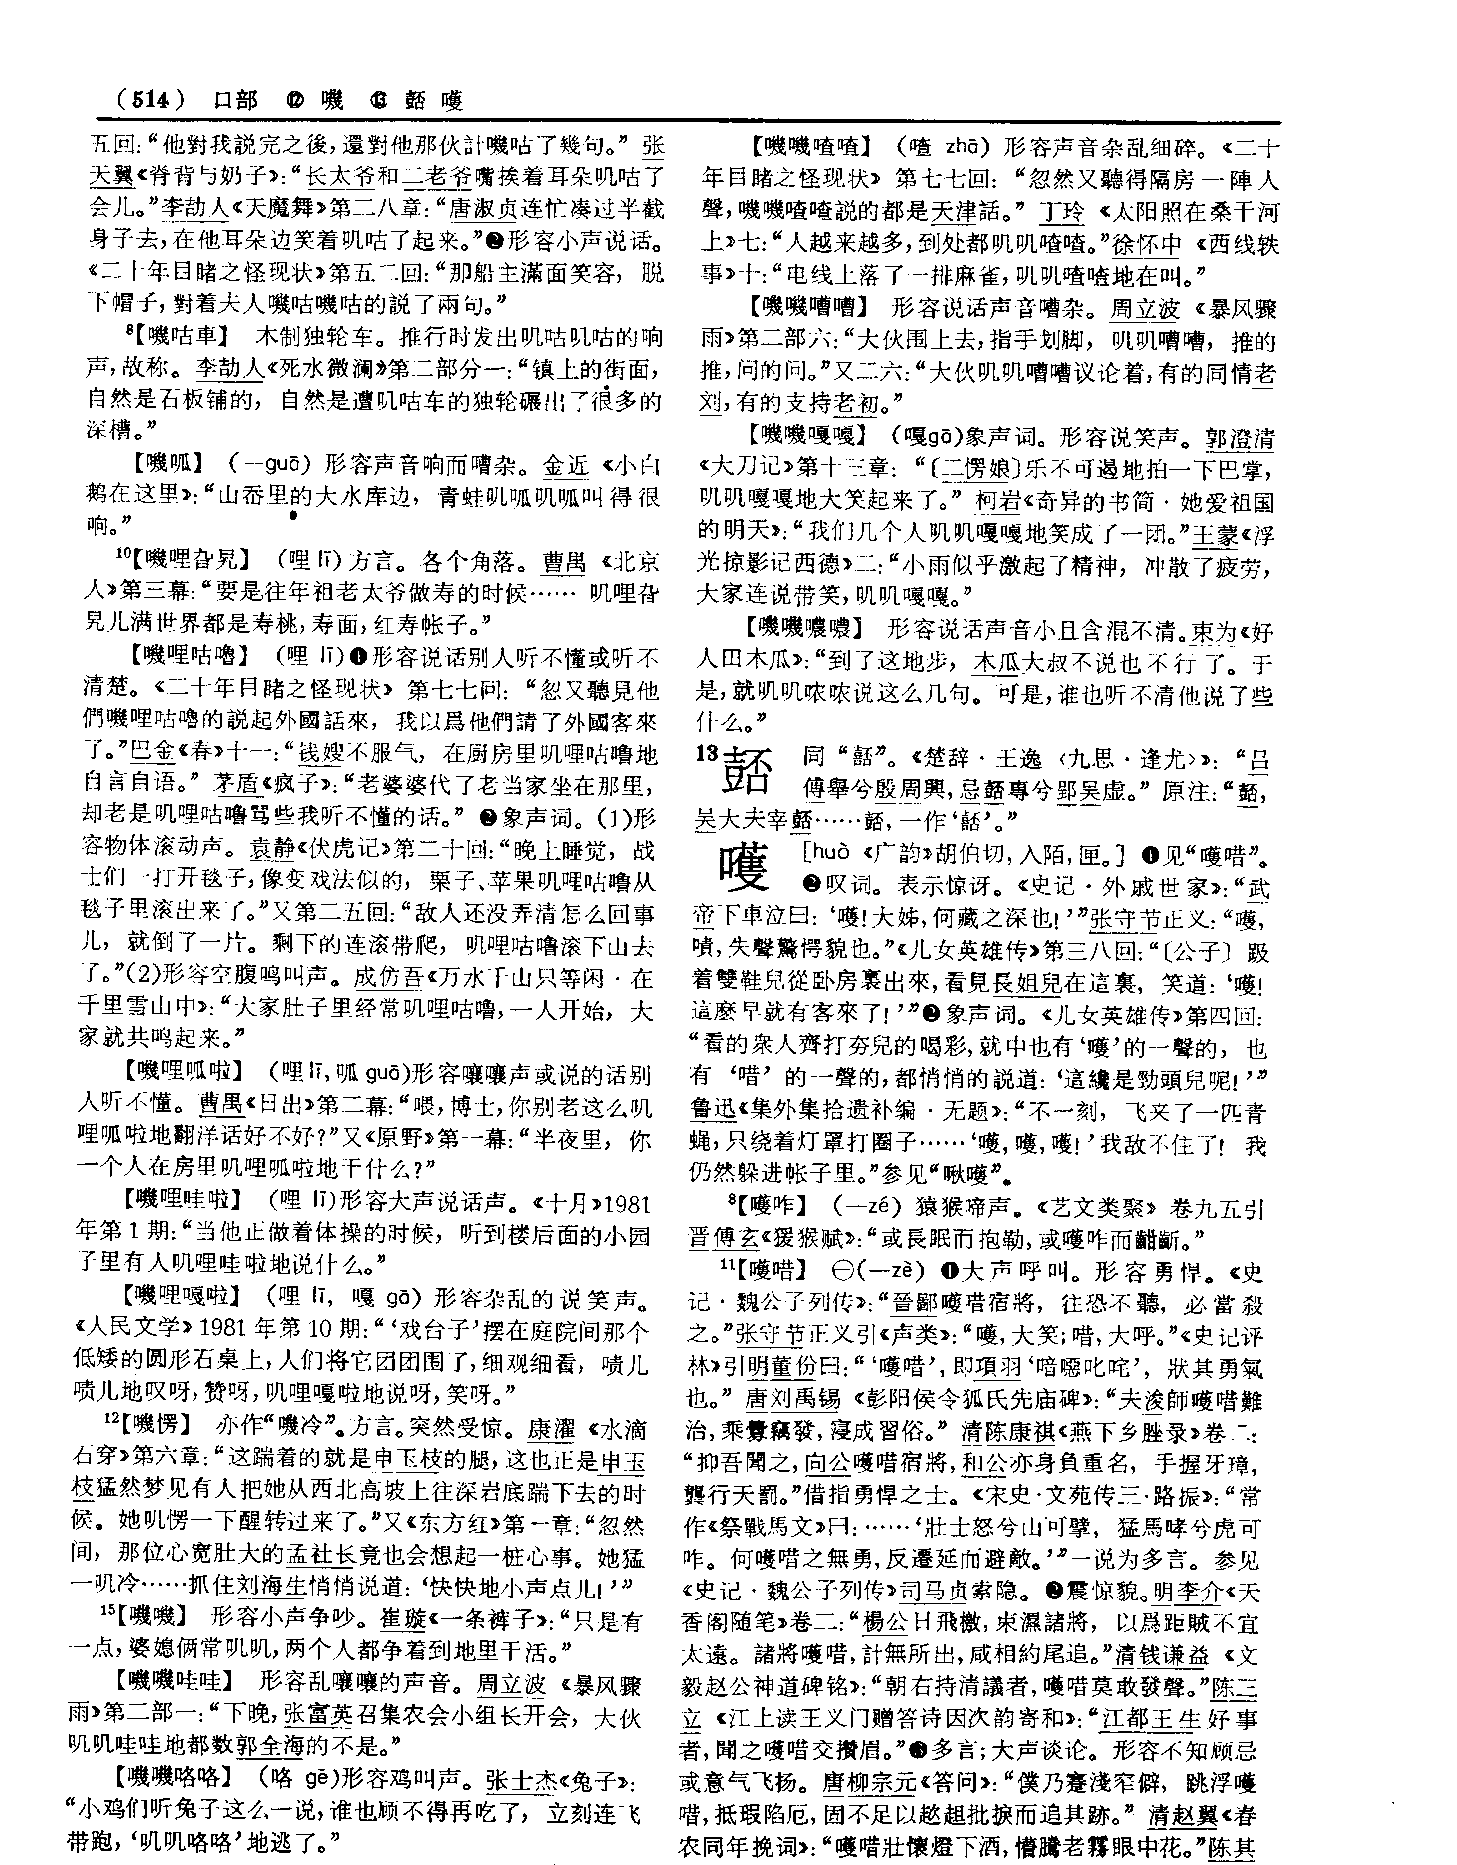 (514) 口部 ⑫ 嘰 ⑬ 嚭 嚄
五回:“他對我説完之後,還對他那伙計嘰咕了幾句。” 张
天翼《脊背与奶子》:“长太爷和二老爷嘴挨着耳朵叽咕了
会儿。”李劼人《天魔舞》第二八章:“唐淑贞连忙凑过半截
身子去,在他耳朵边笑着叽咕了起来。”❷形容小声说话。
《二十年目睹之怪现状》第五二回:“那船主滿面笑容, 脱
下帽子,對着夫人嘰咕嘰咕的説了兩句。”
⁸【嘰咕車】 木制独轮车。推行时发出叽咕叽咕的响
声,故称。李劼人《死水微澜》第二部分一:“镇上的街面,
自然是石板铺的, 自然是遭叽咕车的独轮碾出了很多的
深槽。”
【嘰呱】 (—guā) 形容声音响而嘈杂。金近《小白
鹅在这里》:“山岙里的大水库边, 青蛙叽呱叽呱叫得很
响。”
¹⁰【嘰哩旮旯】 (哩 lī)方言。各个角落。曹禺《北京
人》第三幕:“要是往年祖老太爷做寿的时候…… 叽哩旮
旯儿满世界都是寿桃,寿面,红寿帐子。”
【嘰哩咕嚕】 (哩 lī)❶形容说话别人听不懂或听不
清楚。《二十年目睹之怪现状》第七七回: “忽又聽見他
們嘰哩咕嚕的説起外國話來, 我以爲他們請了外國客來
了。”巴金《春》十一:“钱嫂不服气, 在厨房里叽哩咕噜地
自言自语。” 茅盾《疯子》:“老婆婆代了老当家坐在那里,
却老是叽哩咕噜骂些我听不懂的话。” ❷象声词。(1)形
容物体滚动声。袁静《伏虎记》第二十回:“晚上睡觉, 战
士们一打开毯子,像变戏法似的, 栗子、苹果叽哩咕噜从
毯子里滚出来了。”又第二五回:“敌人还没弄清怎么回事
儿, 就倒了一片。剩下的连滚带爬, 叽哩咕噜滚下山去
了。”(2)形容空腹鸣叫声。成仿吾《万水千山只等闲·在
千里雪山中》:“大家肚子里经常叽哩咕噜,一人开始, 大
家就共鸣起来。”
【嘰哩呱啦】 (哩 lī,呱 guā)形容嚷嚷声或说的话别
人听不懂。曹禺《日出》第二幕:“喂,博士,你别老这么叽
哩呱啦地翻洋话好不好?”又《原野》第一幕:“半夜里, 你
一个人在房里叽哩呱啦地干什么?”
【嘰哩哇啦】 (哩 lī)形容大声说话声。《十月》1981
年第1期:“当他正做着体操的时候, 听到楼后面的小园
子里有人叽哩哇啦地说什么。”
【嘰哩嘎啦】 (哩 lī, 嘎 gā) 形容杂乱的说笑声。
《人民文学》1981年第10期:“‘戏台子’摆在庭院间那个
低矮的圆形石桌上,人们将它团团围了,细观细看, 啧儿
啧儿地叹呀,赞呀,叽哩嘎啦地说呀,笑呀。”
¹²【嘰愣】 亦作“嘰冷”。方言。突然受惊。康濯《水滴
石穿》第六章:“这踹着的就是申玉枝的腿,这也正是申玉
枝猛然梦见有人把她从西北高坡上往深岩底踹下去的时
候。她叽愣一下醒转过来了。”又《东方红》第一章:“忽然
间, 那位心宽肚大的孟社长竟也会想起一桩心事。她猛
一叽冷……抓住刘海生悄悄说道:‘快快地小声点儿!’”
¹⁵【嘰嘰】 形容小声争吵。崔璇《一条裤子》:“只是有
一点,婆媳俩常叽叽,两个人都争着到地里干活。”
【嘰嘰哇哇】 形容乱嚷嚷的声音。周立波《暴风骤
雨》第二部一:“下晚,张富英召集农会小组长开会, 大伙
叽叽哇哇地都数郭全海的不是。”
【嘰嘰咯咯】 (咯 gē)形容鸡叫声。张士杰《兔子》:
“小鸡们听兔子这么一说,谁也顾不得再吃了, 立刻连飞
带跑,‘叽叽咯咯’地逃了。”
【嘰嘰喳喳】 (喳 zhā) 形容声音杂乱细碎。《二十
年目睹之怪现状》第七七回: “忽然又聽得隔房一陣人
聲,嘰嘰喳喳説的都是天津話。” 丁玲《太阳照在桑干河
上》七:“人越来越多,到处都叽叽喳喳。”徐怀中《西线轶
事》十:“电线上落了一排麻雀,叽叽喳喳地在叫。”
【嘰嘰嘈嘈】 形容说话声音嘈杂。周立波《暴风骤
雨》第二部六:“大伙围上去,指手划脚, 叽叽嘈嘈, 推的
推,问的问。”又二六:“大伙叽叽嘈嘈议论着,有的同情老
刘,有的支持老初。”
【嘰嘰嘎嘎】 (嘎gā)象声词。形容说笑声。郭澄清
《大刀记》第十三章: “〔二愣娘〕乐不可遏地拍一下巴掌,
叽叽嘎嘎地大笑起来了。” 柯岩《奇异的书简·她爱祖国
的明天》:“我们几个人叽叽嘎嘎地笑成了一团。”王蒙《浮
光掠影记西德》二:“小雨似乎激起了精神, 冲散了疲劳,
大家连说带笑,叽叽嘎嘎。”
【嘰嘰噥噥】 形容说话声音小且含混不清。束为《好
人田木瓜》:“到了这地步, 木瓜大叔不说也不行了。于
是,就叽叽哝哝说这么几句。可是,谁也听不清他说了些
什么。”
13嚭 同“嚭”。《楚辞·王逸〈九思·逢尤〉》: “吕
傅舉兮殷周興,忌嚭專兮郢吴虚。” 原注:“嚭,
吴大夫宰嚭……嚭,一作‘嚭’。”
嚄 [huò《广韵》胡伯切,入陌,匣。] ❶见“嚄唶”。
❷叹词。表示惊讶。《史记·外戚世家》:“武
帝下車泣曰:‘嚄!大姊,何藏之深也!’”张守节正义:“嚄,
嘖,失聲驚愕貌也。”《儿女英雄传》第三八回:“〔公子〕趿
着雙鞋兒從卧房裏出來,看見長姐兒在這裏, 笑道:‘嚄!
這麽早就有客來了!’”❷象声词。《儿女英雄传》第四回:
“看的衆人齊打夯兒的喝彩,就中也有‘嚄’的一聲的, 也
有‘唶’的一聲的,都悄悄的説道:‘這纔是勁頭兒呢!’”
鲁迅《集外集拾遗补编·无题》:“不一刻, 飞来了一匹青
蝇,只绕着灯罩打圈子……‘嚄,嚄,嚄!’我敌不住了! 我
仍然躲进帐子里。”参见“啾嚄”。
⁸【嚄咋】 (—zé) 猿猴啼声。《艺文类聚》卷九五引
晋傅玄《猨猴赋》:“或長眠而抱勒,或嚄咋而齟齗。”
¹¹【嚄唶】 ㊀(—zè) ❶大声呼叫。形容勇悍。《史
记·魏公子列传》:“晉鄙嚄唶宿將, 往恐不聽, 必當殺
之。”张守节正义引《声类》:“嚄,大笑;唶,大呼。”《史记评
林》引明董份曰:“‘嚄唶’,即項羽‘喑噁叱咤’, 狀其勇氣
也。” 唐刘禹锡《彭阳侯令狐氏先庙碑》:“夫浚師嚄唶難
治,乘釁竊發,寖成習俗。” 清陈康祺《燕下乡脞录》卷二:
“抑吾聞之,向公嚄唶宿將,和公亦身負重名, 手握牙璋,
龔行天罰。”借指勇悍之士。《宋史·文苑传三·路振》:“常
作《祭戰馬文》曰:……‘壯士怒兮山可擘, 猛馬哮兮虎可
咋。何嚄唶之無勇,反遷延而避敵。’”一说为多言。参见
《史记·魏公子列传》司马贞索隐。 ❷震惊貌。明李介《天
香阁随笔》卷二:“楊公日飛檄,束濕諸將, 以爲距賊不宜
太遠。諸將嚄唶,計無所出,咸相約尾追。”清钱谦益《文
毅赵公神道碑铭》:“朝右持清議者,嚄唶莫敢發聲。”陈三
立《江上读王义门赠答诗因次韵寄和》:“江都王生好事
者,聞之嚄唶交攢眉。”❸多言;大声谈论。形容不知顾忌
或意气飞扬。唐柳宗元《答问》:“僕乃蹇淺窄僻, 跳浮嚄
唶,抵瑕陷厄,固不足以趑趄批捩而追其跡。” 清赵翼《春
农同年挽词》:“嚄唶壯懷燈下酒,懵騰老霧眼中花。”陈其